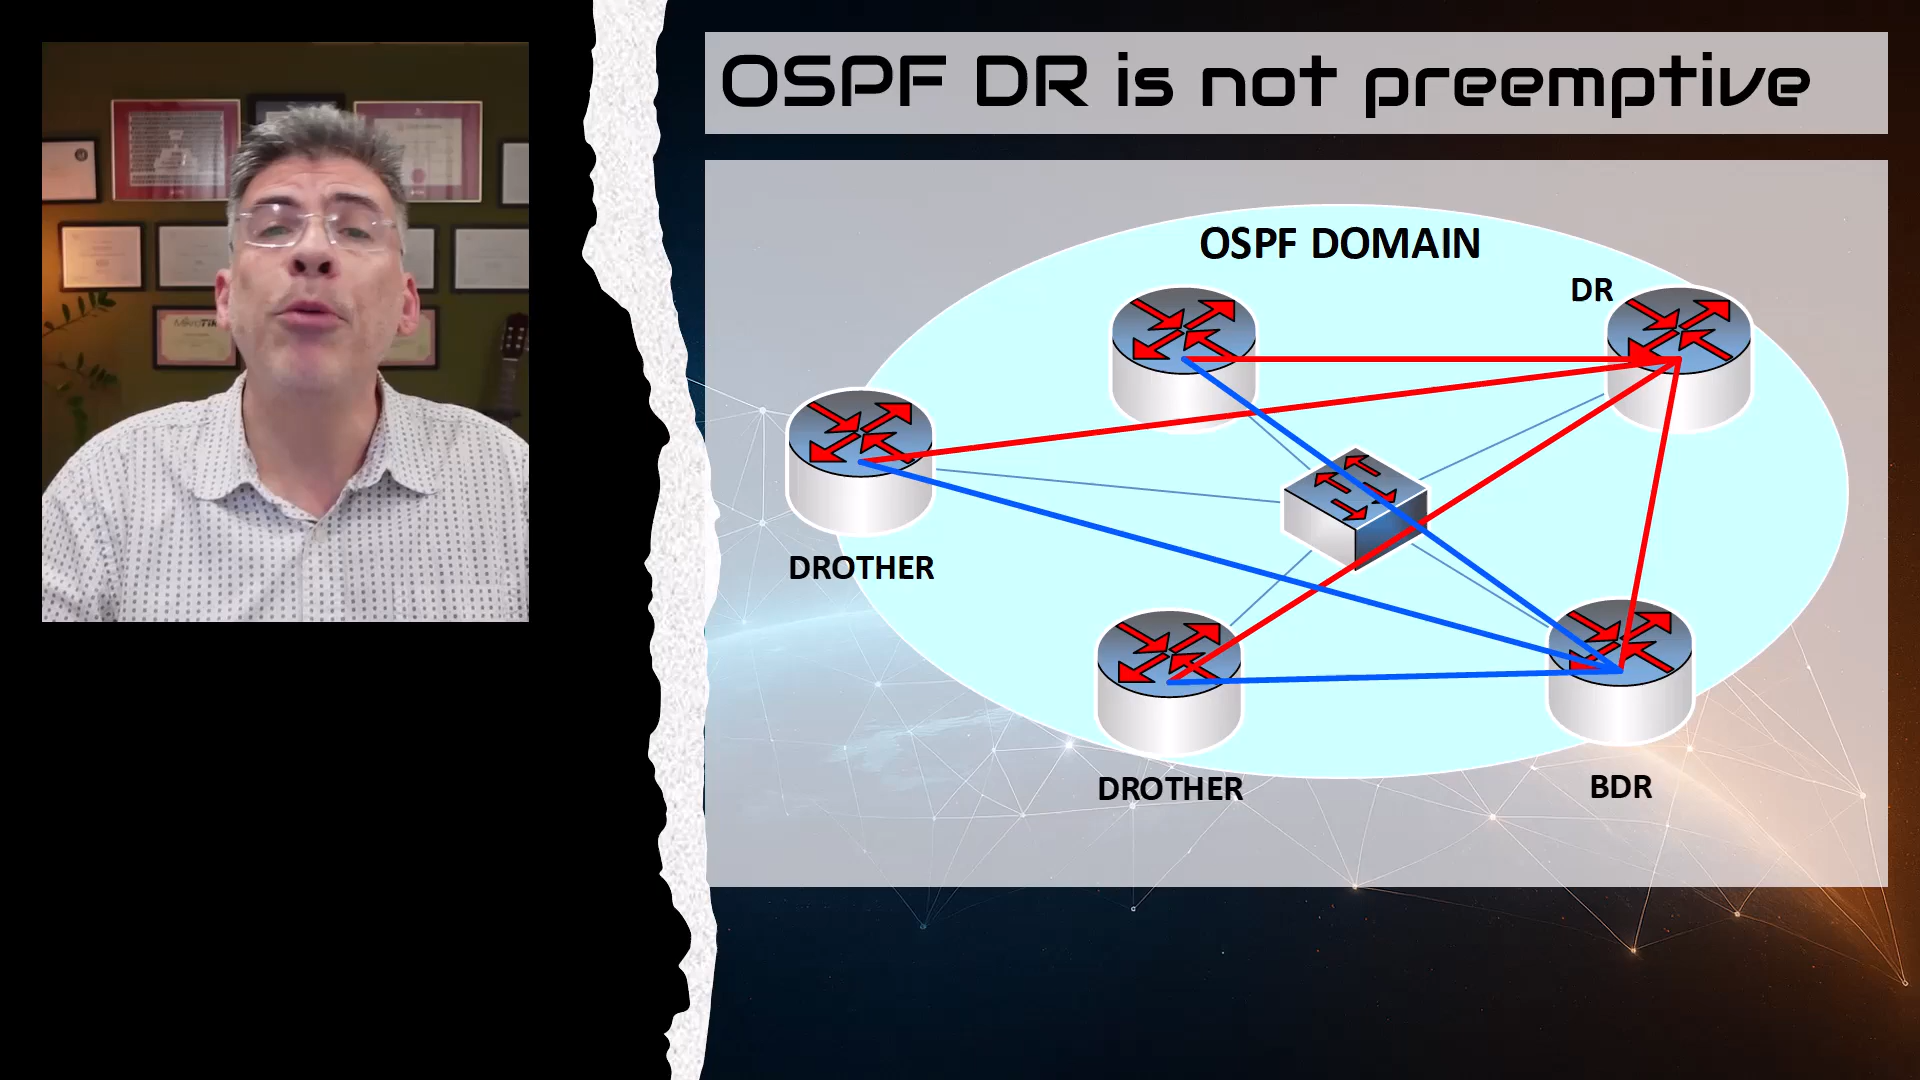 OSPF DR is not preemptive
OSPF DOMAIN
DR
DROTHER
DROTHER
BDR